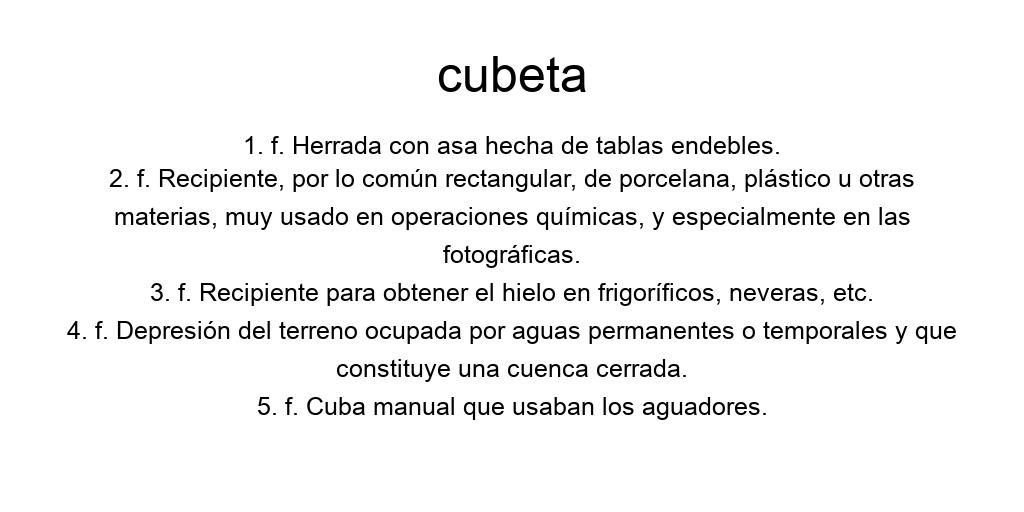 cubeta
1. f. Herrada con asa hecha de tablas endebles.
2. f. Recipiente, por lo común rectangular, de porcelana, plástico u otras
materias, muy usado en operaciones químicas, y especialmente en las
fotográficas.
3. f. Recipiente para obtener el hielo en frigoríficos, neveras, etc.
4. f. Depresión del terreno ocupada por aguas permanentes o temporales y que
constituye una cuenca cerrada.
5. f. Cuba manual que usaban los aguadores.